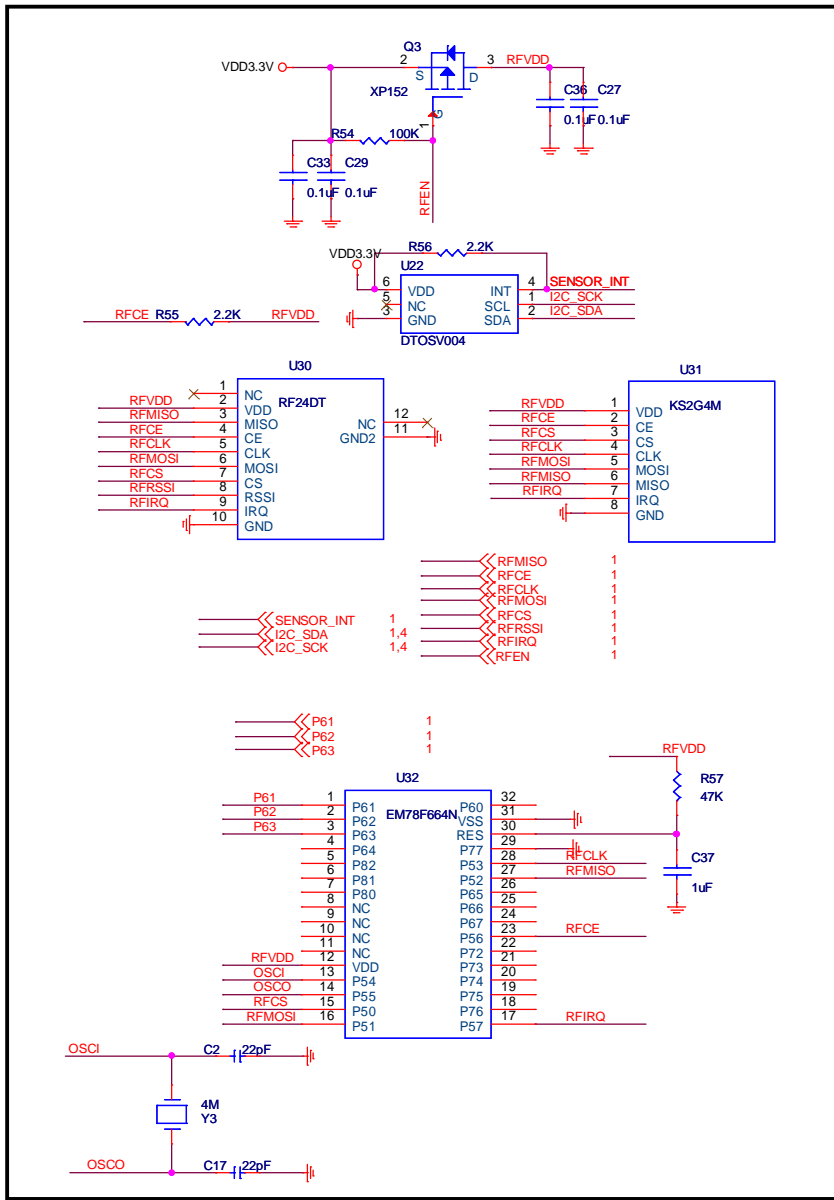 Q3
VDD3.3V
2
3
RFVDD
S
D
G
1
XP152
C36
C27
0.1uF
0.1uF
R54
100K
C33
C29
0.1uF
0.1uF
RFEN
VDD3.3V
R56
2.2K
U22
6
VDD
INT
4
SENSOR_INT
5
NC
SCL
1
I2C_SCK
3
GND
SDA
2
I2C_SDA
DTOSV004
RFCE
R55
2.2K
RFVDD
U30
RF24DT
1
NC
RFVDD
2
VDD
RFMISO
3
MISO
RFCE
4
CE
RFCLK
5
CLK
RFMOSI
6
MOSI
RFCS
7
CS
RFRSSI
8
RSSI
RFIRQ
9
IRQ
10
GND
NC
12
GND2
11
U31
KS2G4M
RFVDD
1
VDD
RFCE
2
CE
RFCS
3
CS
RFCLK
4
CLK
RFMOSI
5
MOSI
RFMISO
6
MISO
RFIRQ
7
IRQ
8
GND
RFMISO 1
RFCE 1
RFCLK 1
RFMOSI 1
RFCS 1
RFRSSI 1
RFIRQ 1
RFEN 1
SENSOR_INT 1
I2C_SDA 1,4
I2C_SCK 1,4
P61 1
P62 1
P63 1
RFVDD
R57
47K
C37
1uF
U32
EM78F664N
P61
1
P61
P62
2
P62
P63
3
P63
4
P64
5
P82
6
P81
7
P80
8
NC
9
NC
10
NC
11
NC
RFVDD
12
VDD
OSCI
13
P54
OSCO
14
P55
RFCS
15
P50
RFMOSI
16
P51
P60
32
VSS
31
RES
30
P77
29
P53
28
RFCLK
P52
27
RFMISO
P65
26
P66
25
P67
24
P56
23
RFCE
P72
22
P73
21
P74
20
P75
19
P76
18
P57
17
RFIRQ
OSCI
C2
22pF
4M
Y3
OSCO
C17
22pF